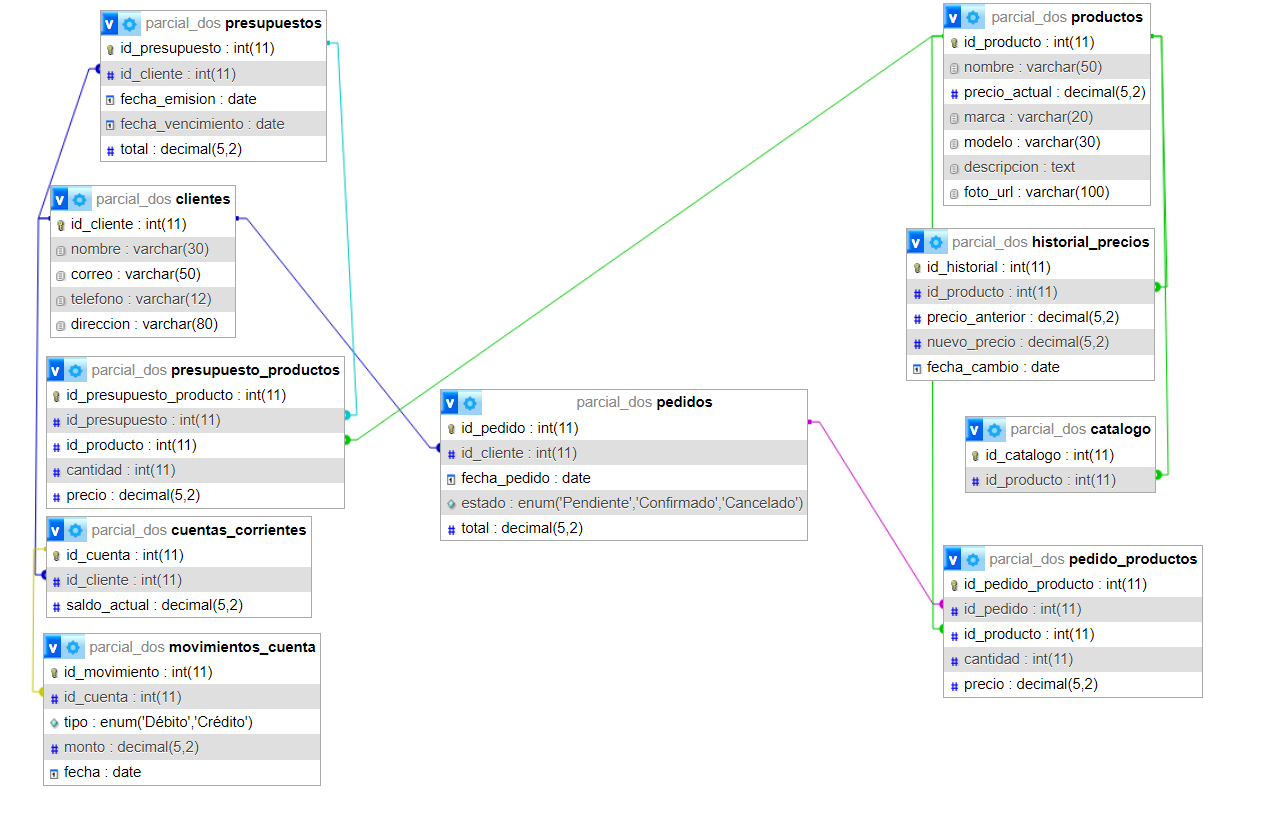 parcial_dos presupuestos
id_presupuesto : int(11)
id_cliente : int(11)
fecha_emision : date
fecha_vencimiento : date
total : decimal(5,2)
parcial_dos clientes
id_cliente : int(11)
nombre : varchar(30)
correo : varchar(50)
telefono : varchar(12)
direccion : varchar(80)
parcial_dos presupuesto_productos
id_presupuesto_producto : int(11)
id_presupuesto : int(11)
id_producto : int(11)
cantidad : int(11)
precio : decimal(5,2)
parcial_dos cuentas_corrientes
id_cuenta : int(11)
id_cliente : int(11)
saldo_actual : decimal(5,2)
parcial_dos movimientos_cuenta
id_movimiento : int(11)
id_cuenta : int(11)
tipo : enum('Débito','Crédito')
monto : decimal(5,2)
fecha : date
parcial_dos pedidos
id_pedido : int(11)
id_cliente : int(11)
fecha_pedido : date
estado : enum('Pendiente','Confirmado','Cancelado')
total : decimal(5,2)
parcial_dos productos
id_producto : int(11)
nombre : varchar(50)
precio_actual : decimal(5,2)
marca : varchar(20)
modelo : varchar(30)
descripcion : text
foto_url : varchar(100)
parcial_dos historial_precios
id_historial : int(11)
id_producto : int(11)
precio_anterior : decimal(5,2)
nuevo_precio : decimal(5,2)
fecha_cambio : date
parcial_dos catalogo
id_catalogo : int(11)
id_producto : int(11)
parcial_dos pedido_productos
id_pedido_producto : int(11)
id_pedido : int(11)
id_producto : int(11)
cantidad : int(11)
precio : decimal(5,2)